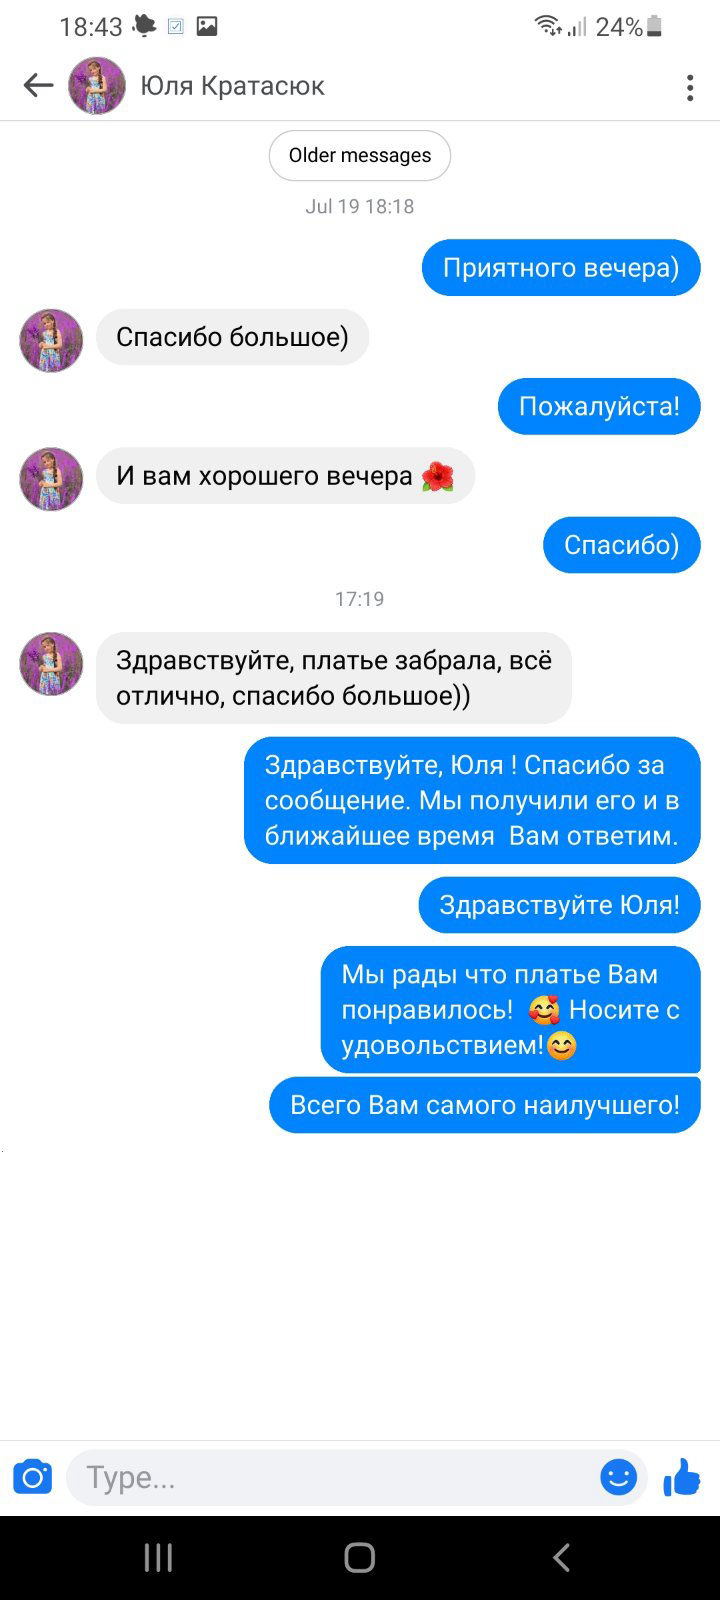 18:43
24%
Юля Кратасюк
Older messages
Jul 19 18:18
Приятного вечера)
Спасибо большое)
Пожалуйста!
И вам хорошего вечера 🌺
Спасибо)
17:19
Здравствуйте, платье забрала, всё
отлично, спасибо большое))
Здравствуйте, Юля ! Спасибо за
сообщение. Мы получили его и в
ближайшее время  Вам ответим.
Здравствуйте Юля!
Мы рады что платье Вам
понравилось!  🥰 Носите с
удовольствием!😊
Всего Вам самого наилучшего!
Type...